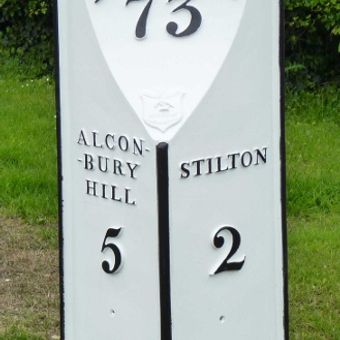 73
ALCON-
-BURY
HILL
5
STILTON
2